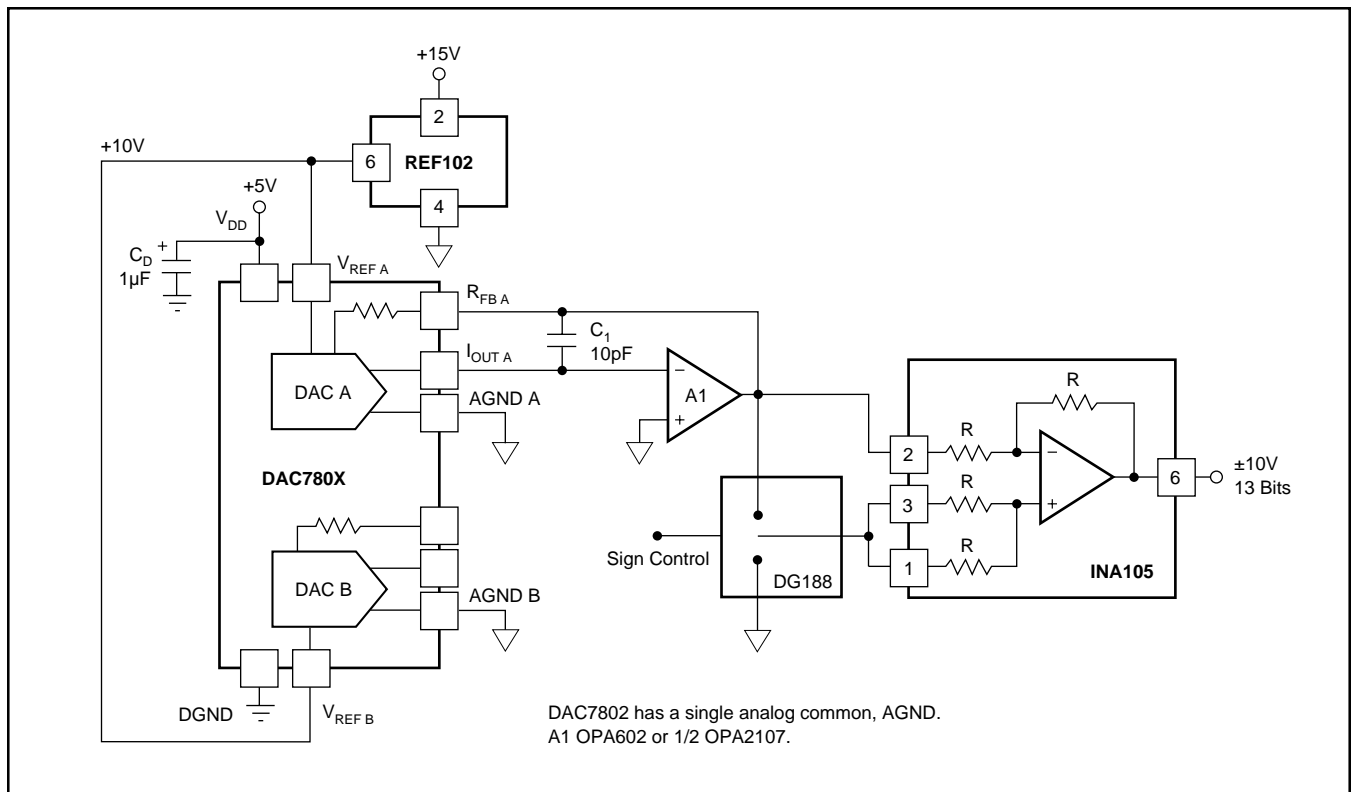 +15V
2
+10V
6
REF102
+5V
4
V_DD
C_D +
1µF
V_REF A
R_FB A
C_1
10pF
I_OUT A
DAC A
AGND A
−
A1
+
R
R
2
−
DAC780X
3
R
+
6
±10V
13 Bits
Sign Control
1
R
DG188
INA105
DAC B
AGND B
DGND
V_REF B
DAC7802 has a single analog common, AGND.
A1 OPA602 or 1/2 OPA2107.